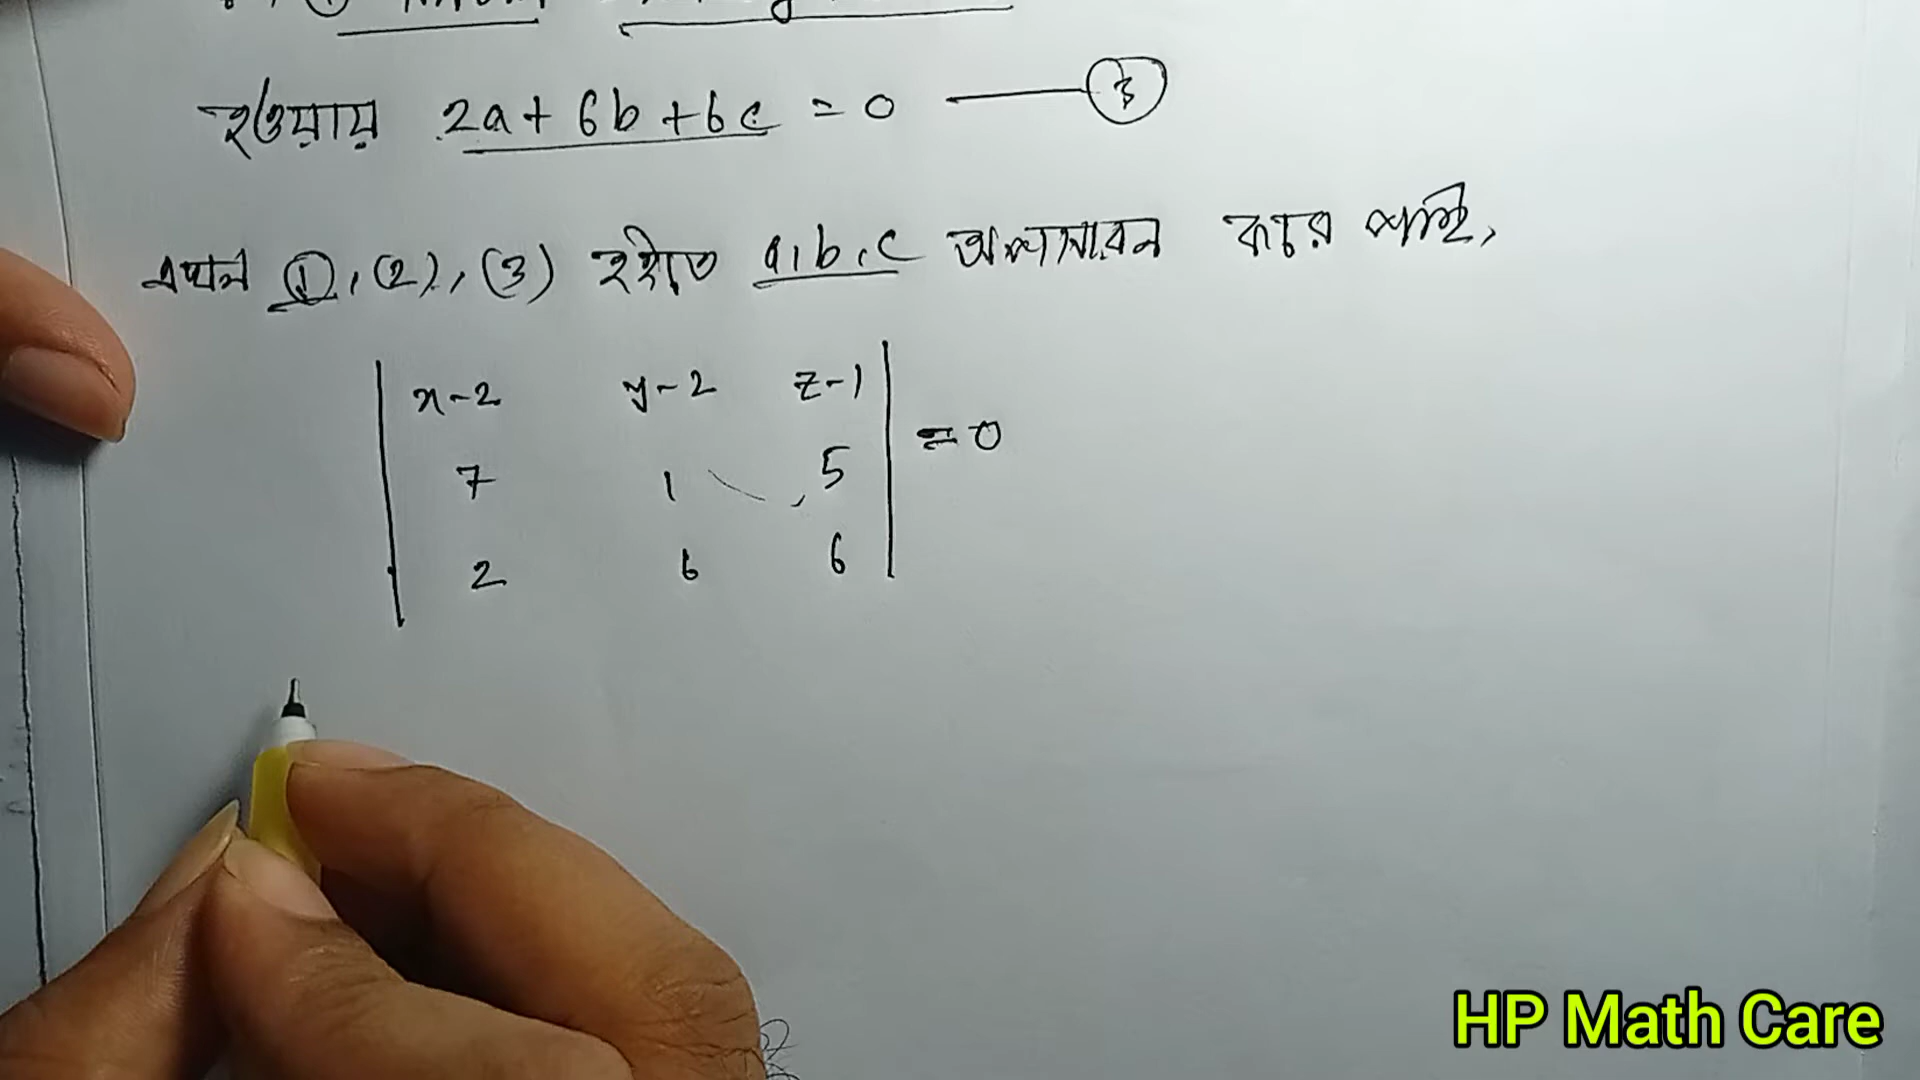 হওয়ায় 2a + 6b + 6c = 0 —— ③
এখন ①, (2), (3) হইতে a, b, c অপসারন করে পাই,
| x-2 y-2 z-1 |
| 7 1 5 | = 0
| 2 6 6 |
HP Math Care